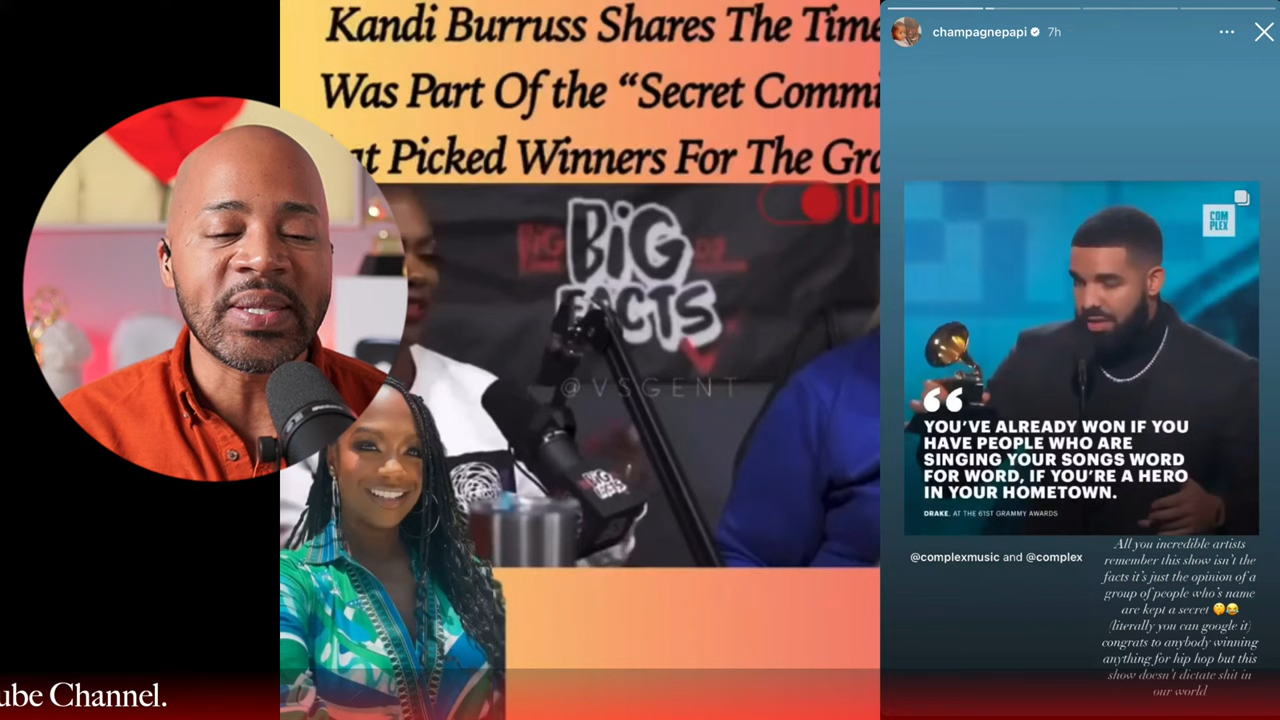 Kandi Burruss Shares The Time
Was Part Of the “Secret Commi
at Picked Winners For The Gra
BiG
FACTS
@VSGENT
BIG
FACTS
ube Channel.
champagnepapi 7h
COM
PLEX
YOU’VE ALREADY WON IF YOU
HAVE PEOPLE WHO ARE
SINGING YOUR SONGS WORD
FOR WORD, IF YOU’RE A HERO
IN YOUR HOMETOWN.
DRAKE, AT THE 61ST GRAMMY AWARDS
@complexmusic and @complex
All you incredible artists
remember this show isn’t the
facts it’s just the opinion of a
group of people who’s name
are kept a secret 🤫😂
(literally you can google it)
congrats to anybody winning
anything for hip hop but this
show doesn’t dictate shit in
our world